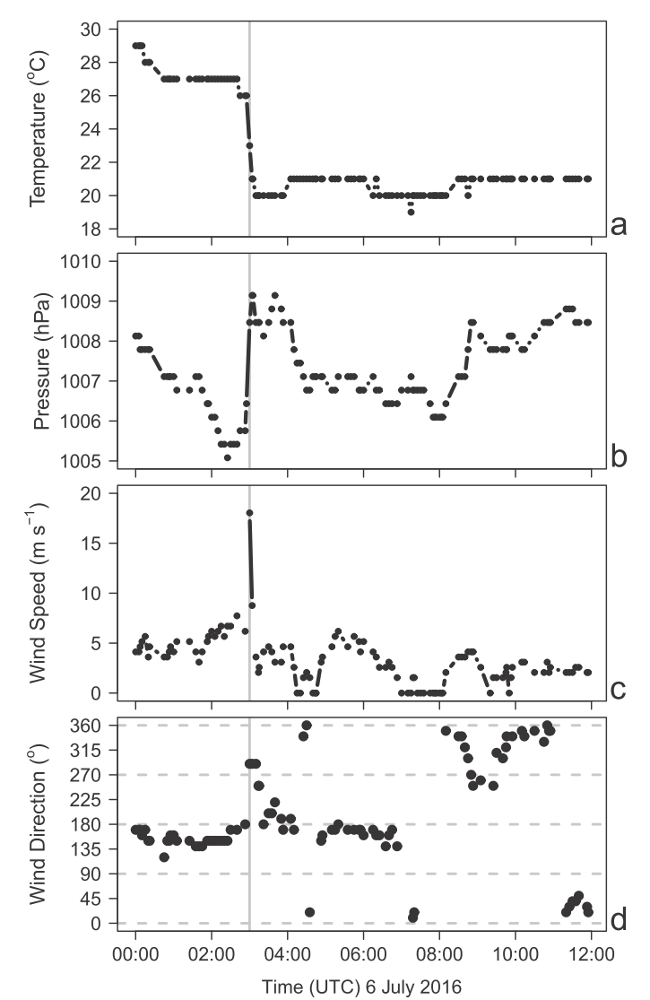 30
28
26
24
22
20
18
Temperature (°C)
a
1010
1009
1008
1007
1006
1005
Pressure (hPa)
b
20
15
10
5
0
Wind Speed (m s⁻¹)
c
360
315
270
225
180
135
90
45
0
Wind Direction (°)
d
00:00 02:00 04:00 06:00 08:00 10:00 12:00
Time (UTC) 6 July 2016